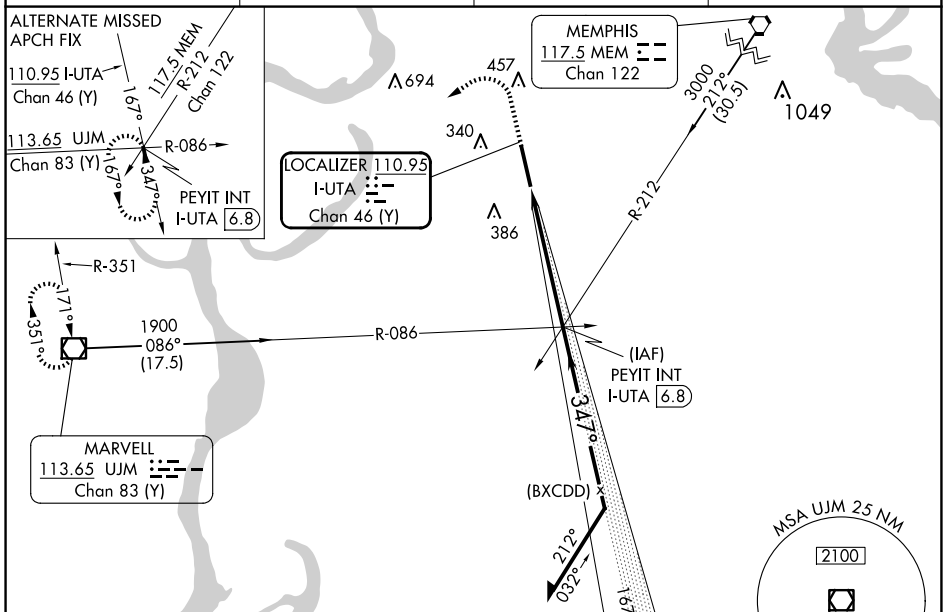 ALTERNATE MISSED
APCH FIX
110.95 I-UTA
Chan 46 (Y)
167°
117.5 MEM
R-212
Chan 122
113.65 UJM
Chan 83 (Y)
R-086
167°
347°
PEYIT INT
I-UTA 6.8
694
457
340
386
MEMPHIS
117.5 MEM
Chan 122
3000
212°
(30.5)
1049
LOCALIZER 110.95
I-UTA
Chan 46 (Y)
R-212
R-351
171°
351°
1900
086°
(17.5)
R-086
(IAF)
PEYIT INT
I-UTA 6.8
347°
MARVELL
113.65 UJM
Chan 83 (Y)
(BXCDD) x
212°
032°
167
MSA UJM 25 NM
2100